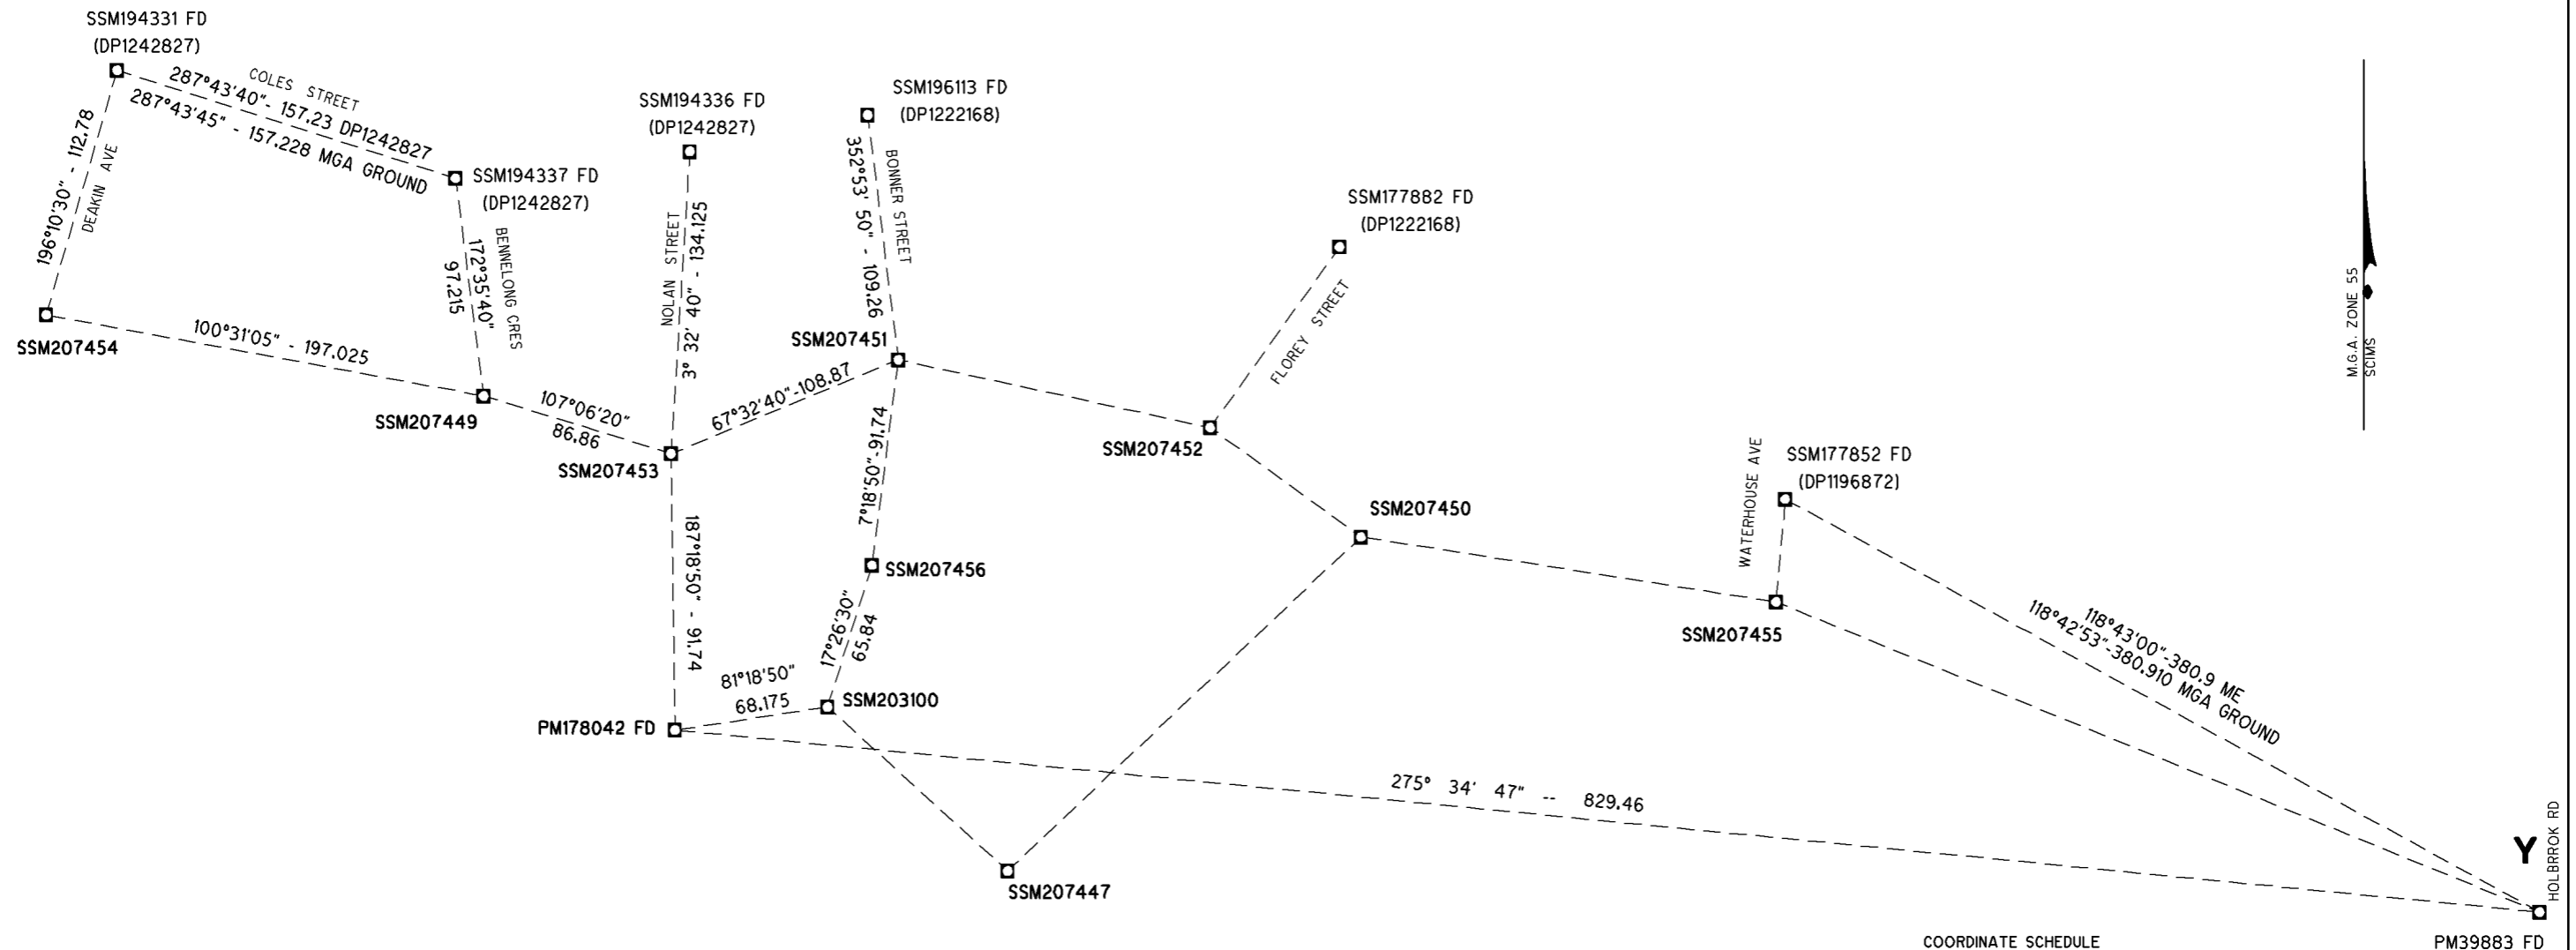 SSM194331 FD
(DP1242827)
COLES STREET
287°43'40"- 157.23 DP1242827
287°43'45" - 157.228 MGA GROUND
196°10'30" - 112.78
DEAKIN AVE
SSM194337 FD
(DP1242827)
172°35'40"
97.215
BENNELONG CRES
SSM207454
100°31'05" - 197.025
SSM207449
107°06'20"
86.86
SSM194336 FD
(DP1242827)
NOLAN STREET
3° 32' 40" - 134.125
SSM207453
SSM196113 FD
(DP1222168)
352°53' 50" - 109.26
BONNER STREET
SSM207451
67°32'40"-108.87
7°18'50"-91.74
SSM207456
187°18'50" - 91.74
17°26'30"
65.84
81°18'50"
68.175
SSM203100
PM178042 FD
SSM177882 FD
(DP1222168)
FLOREY STREET
SSM207452
SSM207450
WATERHOUSE AVE
SSM177852 FD
(DP1196872)
SSM207455
118°43'00"-380.9 ME
118°42'53"-380.910 MGA GROUND
275° 34' 47" -- 829.46
SSM207447
M.G.A. ZONE 55
SCIMS
Y
HOLBRROK RD
PM39883 FD
COORDINATE SCHEDULE